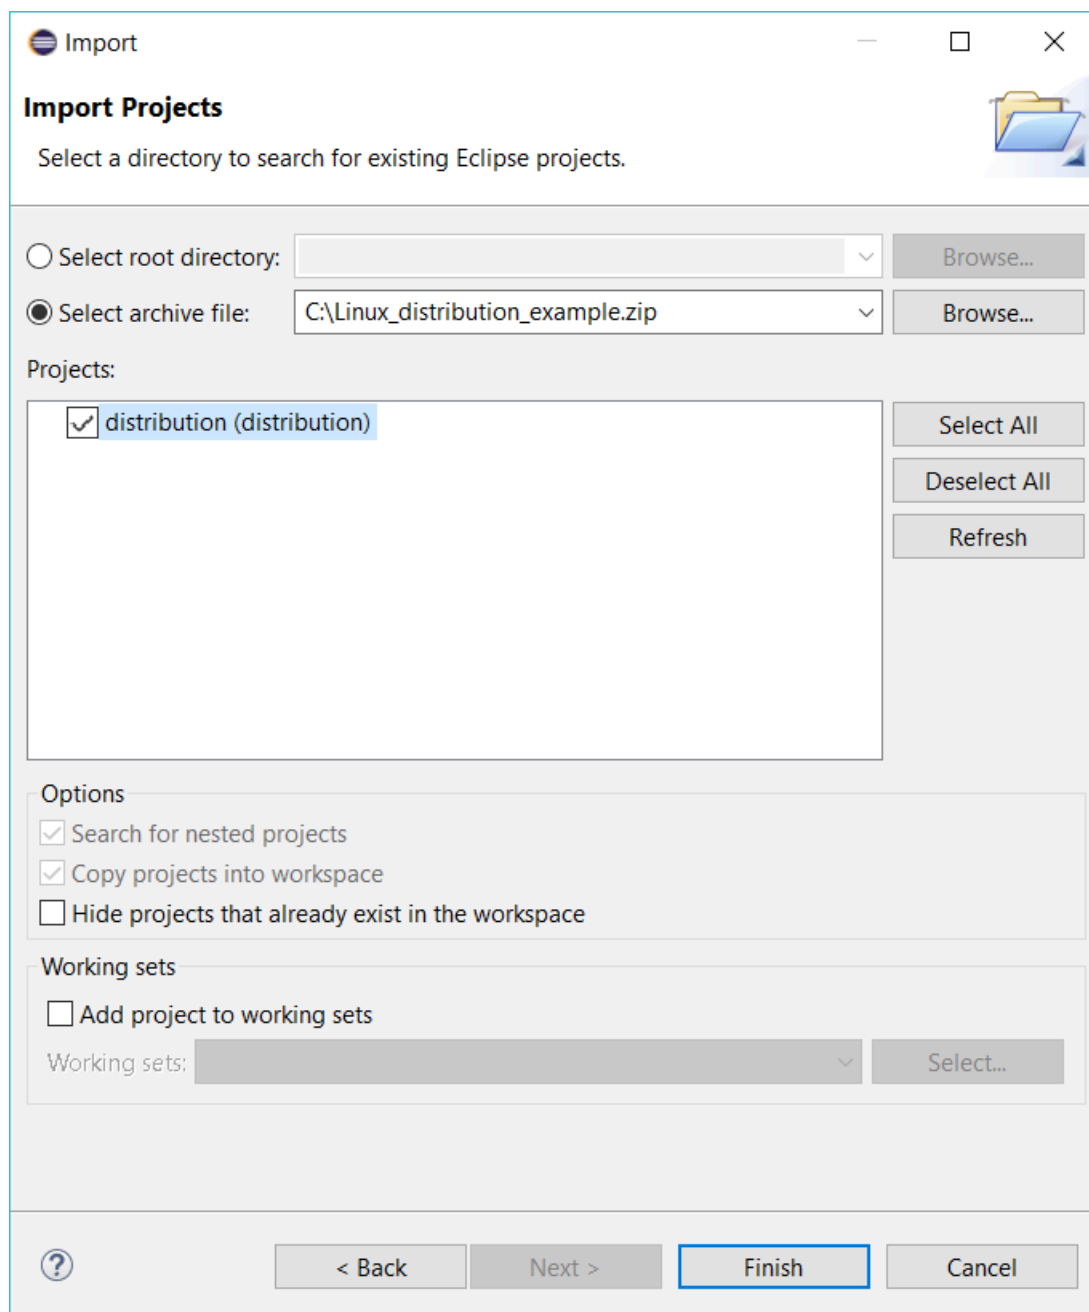 Import
Import Projects
Select a directory to search for existing Eclipse projects.
Select root directory:
Browse...
Select archive file:
C:\Linux_distribution_example.zip
Browse...
Projects:
distribution (distribution)
Select All
Deselect All
Refresh
Options
Search for nested projects
Copy projects into workspace
Hide projects that already exist in the workspace
Working sets
Add project to working sets
Working sets:
Select...
?
< Back
Next >
Finish
Cancel